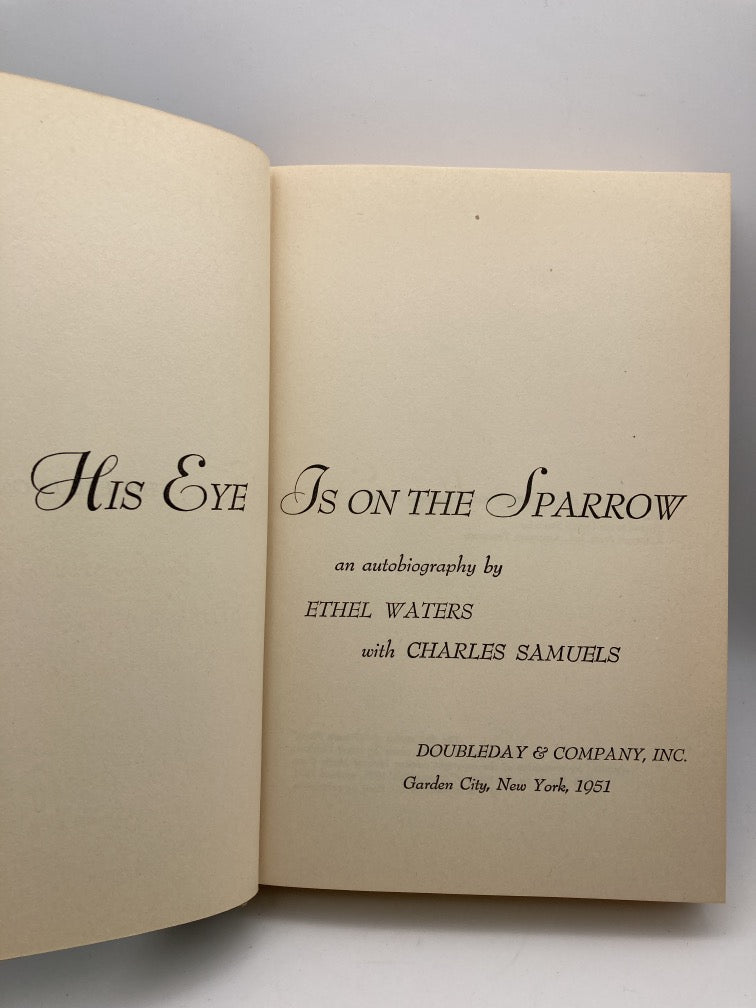 HIS EYE IS ON THE SPARROW
an autobiography by
ETHEL WATERS
with CHARLES SAMUELS
DOUBLEDAY & COMPANY, INC.
Garden City, New York, 1951